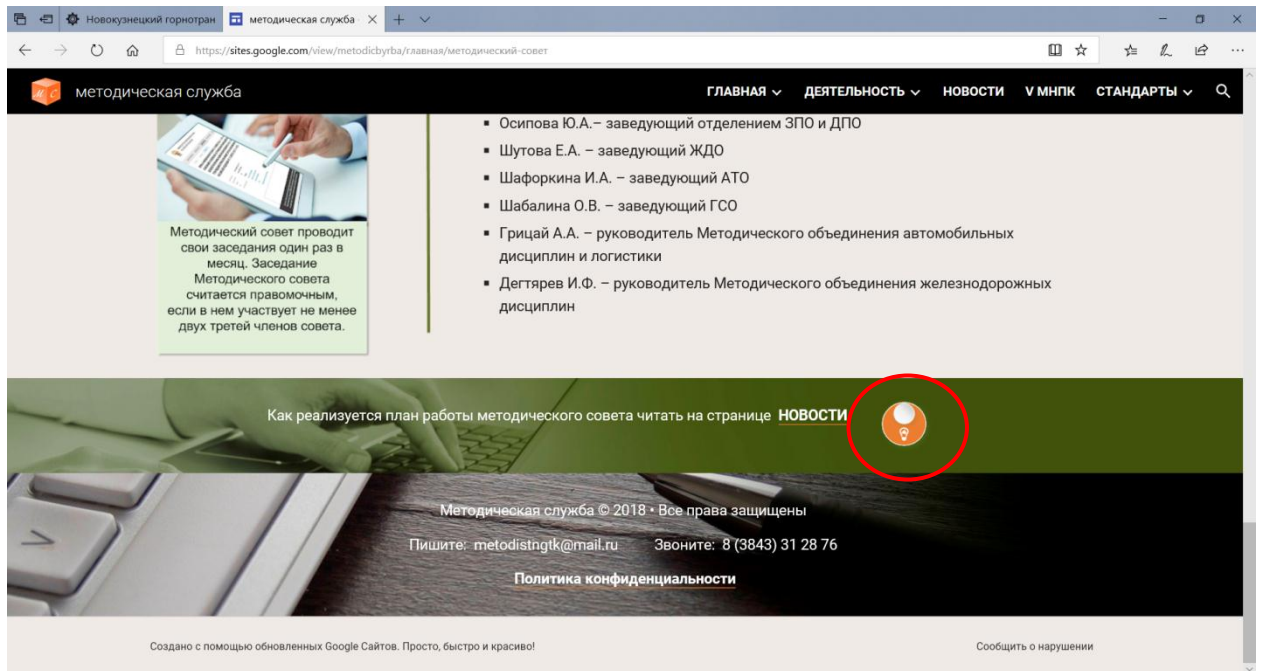 Новокузнецкий горнотран
методическая служба
https://sites.google.com/view/metodicbyrba/главная/методический-совет
М С
методическая служба
ГЛАВНАЯ
ДЕЯТЕЛЬНОСТЬ
НОВОСТИ
V МНПК
СТАНДАРТЫ
Методический совет проводит
свои заседания один раз в
месяц. Заседание
Методического совета
считается правомочным,
если в нем участвует не менее
двух третей членов совета.
▪ Осипова Ю.А.– заведующий отделением ЗПО и ДПО
▪ Шутова Е.А. – заведующий ЖДО
▪ Шафоркина И.А. – заведующий АТО
▪ Шабалина О.В. – заведующий ГСО
▪ Грицай А.А. – руководитель Методического объединения автомобильных
дисциплин и логистики
▪ Дегтярев И.Ф. – руководитель Методического объединения железнодорожных
дисциплин
Как реализуется план работы методического совета читать на странице НОВОСТИ
Методическая служба © 2018 • Все права защищены
Пишите: metodistngtk@mail.ru Звоните: 8 (3843) 31 28 76
Политика конфиденциальности
Создано с помощью обновленных Google Сайтов. Просто, быстро и красиво!
Сообщить о нарушении